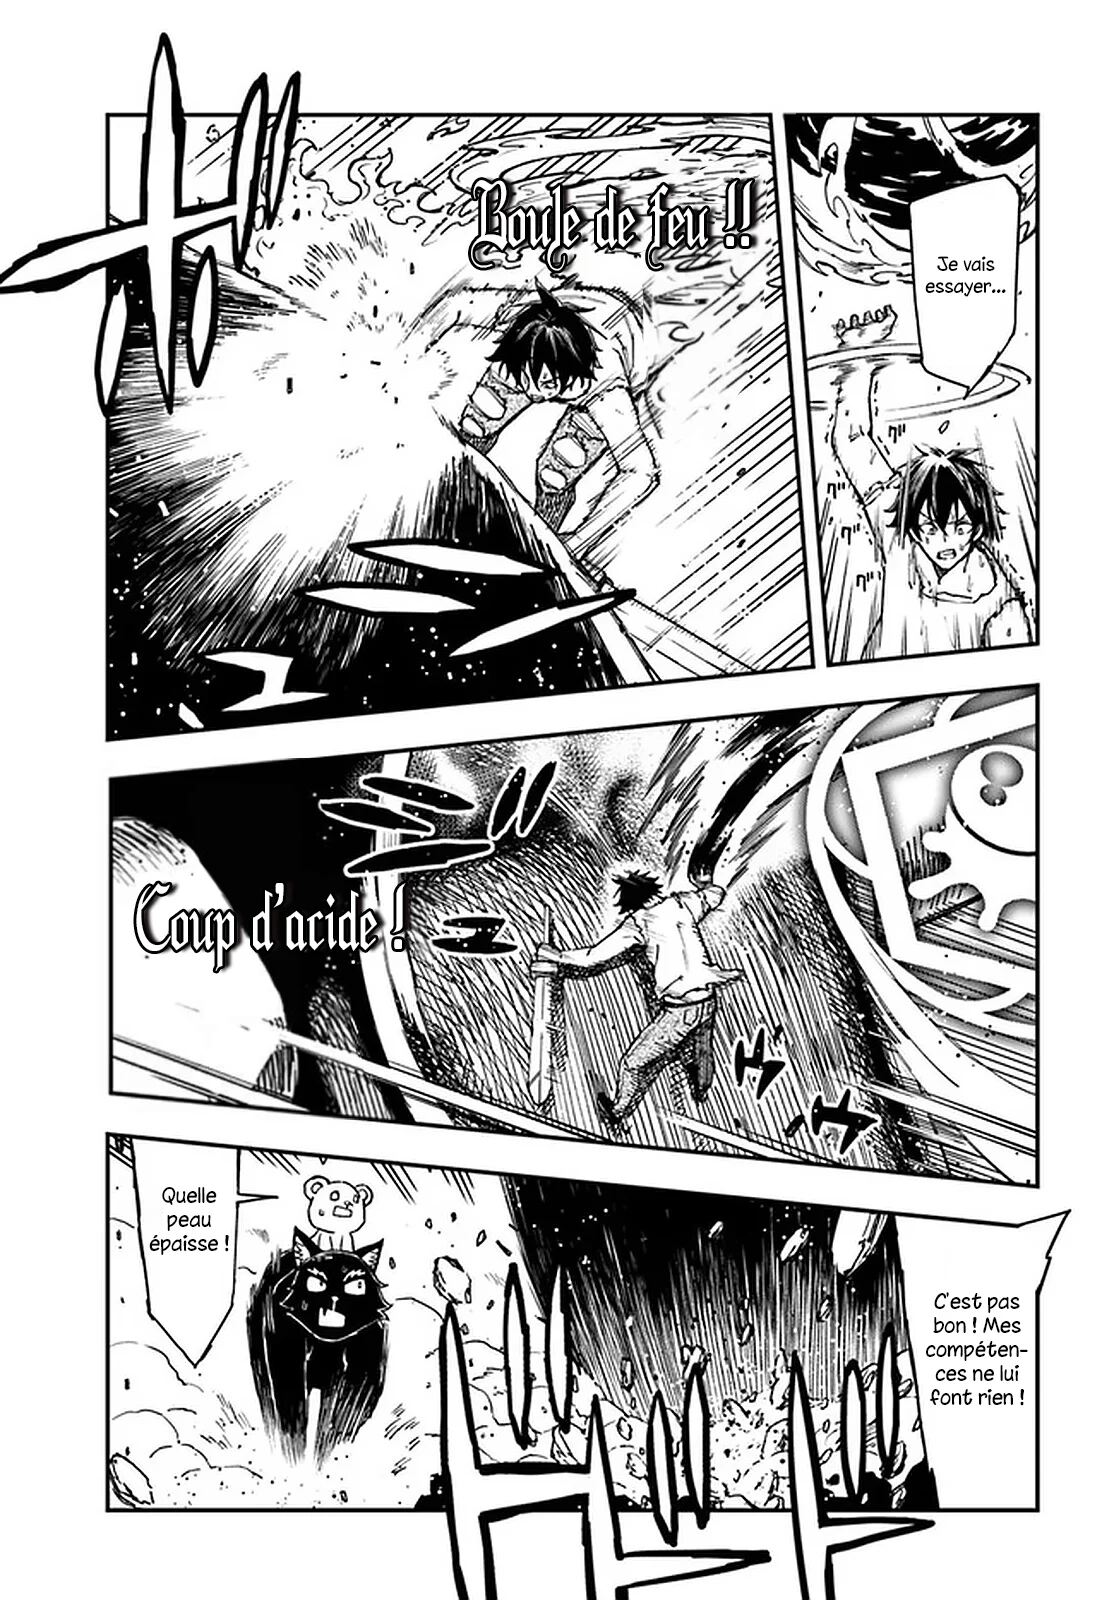 Je vais
essayer...
Boule de feu !!
Coup d'acide !
C'est pas
bon ! Mes
compéten-
ces ne lui
font rien !
Quelle
peau
épaisse !